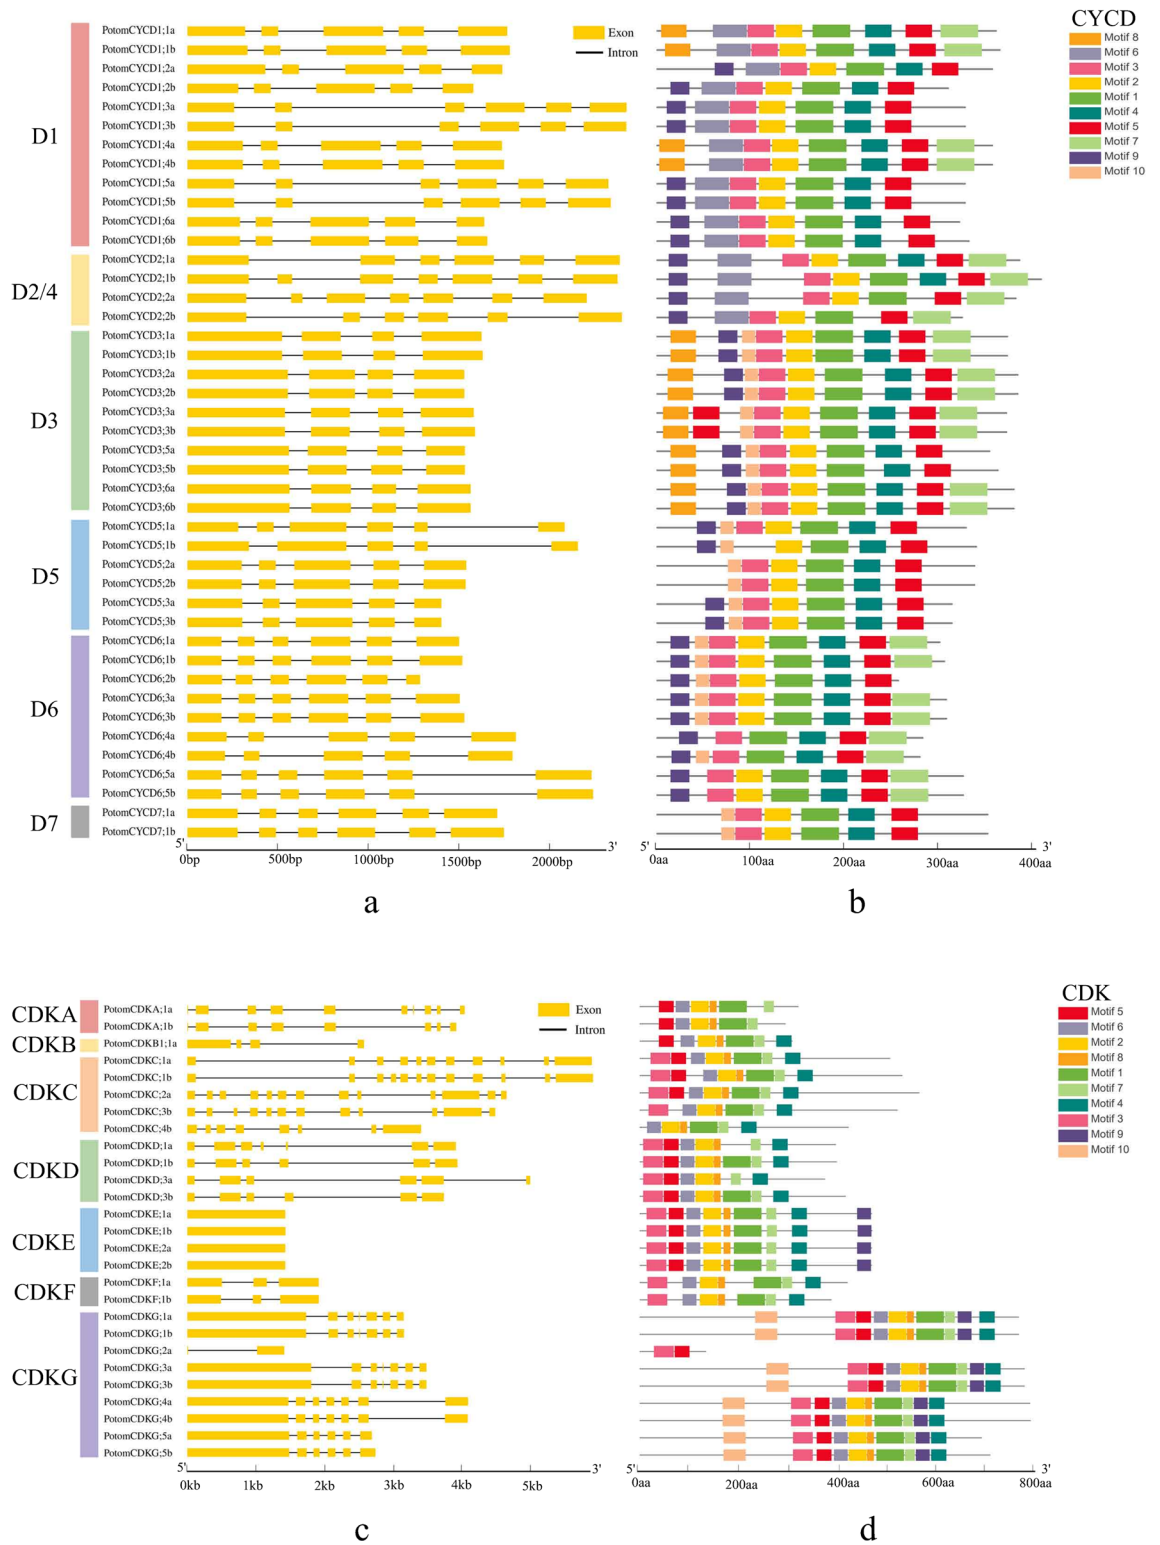 PotomCYCD1;1a
PotomCYCD1;1b
PotomCYCD1;2a
PotomCYCD1;2b
PotomCYCD1;3a
PotomCYCD1;3b
PotomCYCD1;4a
PotomCYCD1;4b
PotomCYCD1;5a
PotomCYCD1;5b
PotomCYCD1;6a
PotomCYCD1;6b
PotomCYCD2;1a
PotomCYCD2;1b
PotomCYCD2;2a
PotomCYCD2;2b
PotomCYCD3;1a
PotomCYCD3;1b
PotomCYCD3;2a
PotomCYCD3;2b
PotomCYCD3;3a
PotomCYCD3;3b
PotomCYCD3;5a
PotomCYCD3;5b
PotomCYCD3;6a
PotomCYCD3;6b
PotomCYCD5;1a
PotomCYCD5;1b
PotomCYCD5;2a
PotomCYCD5;2b
PotomCYCD5;3a
PotomCYCD5;3b
PotomCYCD6;1a
PotomCYCD6;1b
PotomCYCD6;2b
PotomCYCD6;3a
PotomCYCD6;3b
PotomCYCD6;4a
PotomCYCD6;4b
PotomCYCD6;5a
PotomCYCD6;5b
PotomCYCD7;1a
PotomCYCD7;1b
D1
D2/4
D3
D5
D6
D7
Exon
Intron
5'
3'
0bp
500bp
1000bp
1500bp
2000bp
a
CYCD
Motif 8
Motif 6
Motif 3
Motif 2
Motif 1
Motif 4
Motif 5
Motif 7
Motif 9
Motif 10
5'
3'
0aa
100aa
200aa
300aa
400aa
b
CDKA
CDKB
CDKC
CDKD
CDKE
CDKF
CDKG
PotomCDKA;1a
PotomCDKA;1b
PotomCDKB1;1a
PotomCDKC;1a
PotomCDKC;1b
PotomCDKC;2a
PotomCDKC;3b
PotomCDKC;4b
PotomCDKD;1a
PotomCDKD;1b
PotomCDKD;3a
PotomCDKD;3b
PotomCDKE;1a
PotomCDKE;1b
PotomCDKE;2a
PotomCDKE;2b
PotomCDKF;1a
PotomCDKF;1b
PotomCDKG;1a
PotomCDKG;1b
PotomCDKG;2a
PotomCDKG;3a
PotomCDKG;3b
PotomCDKG;4a
PotomCDKG;4b
PotomCDKG;5a
PotomCDKG;5b
Exon
Intron
5'
3'
0kb
1kb
2kb
3kb
4kb
5kb
c
CDK
Motif 5
Motif 6
Motif 2
Motif 8
Motif 1
Motif 7
Motif 4
Motif 3
Motif 9
Motif 10
5'
3'
0aa
200aa
400aa
600aa
800aa
d